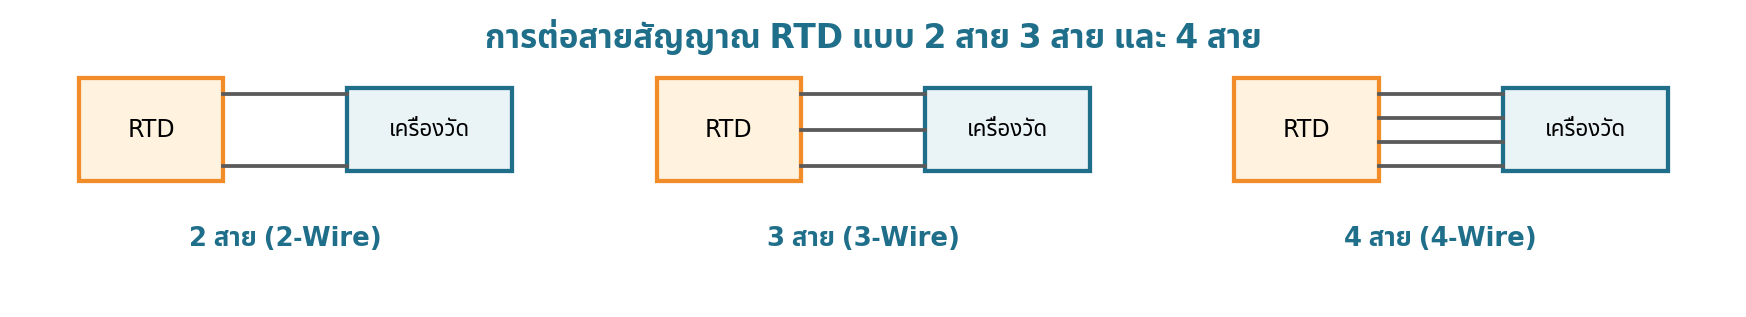 การต่อสายสัญญาณ RTD แบบ 2 สาย 3 สาย และ 4 สาย
RTD เครื่องวัด RTD เครื่องวัด RTD เครื่องวัด
2 สาย (2-Wire) 3 สาย (3-Wire) 4 สาย (4-Wire)